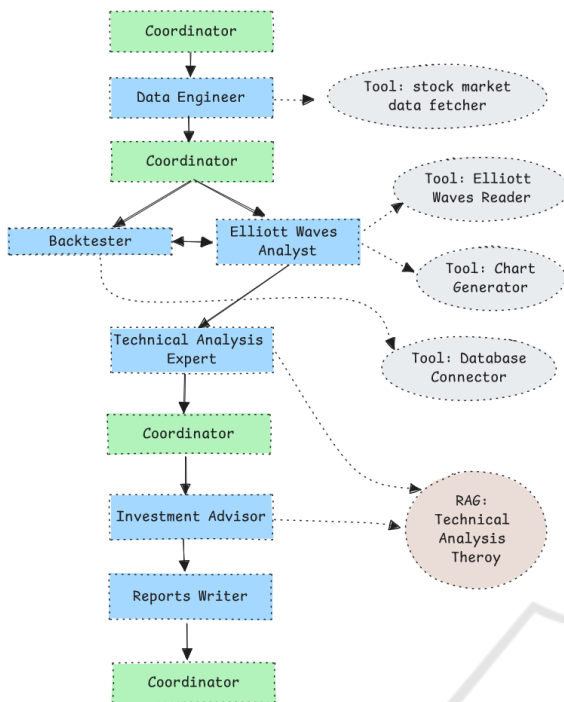 Coordinator
Data Engineer
Tool: stock market
data fetcher
Coordinator
Tool: Elliott
Waves Reader
Backtester
Elliott Waves
Analyst
Tool: Chart
Generator
Technical Analysis
Expert
Tool: Database
Connector
Coordinator
Investment Advisor
RAG:
Technical
Analysis
Theroy
Reports Writer
Coordinator